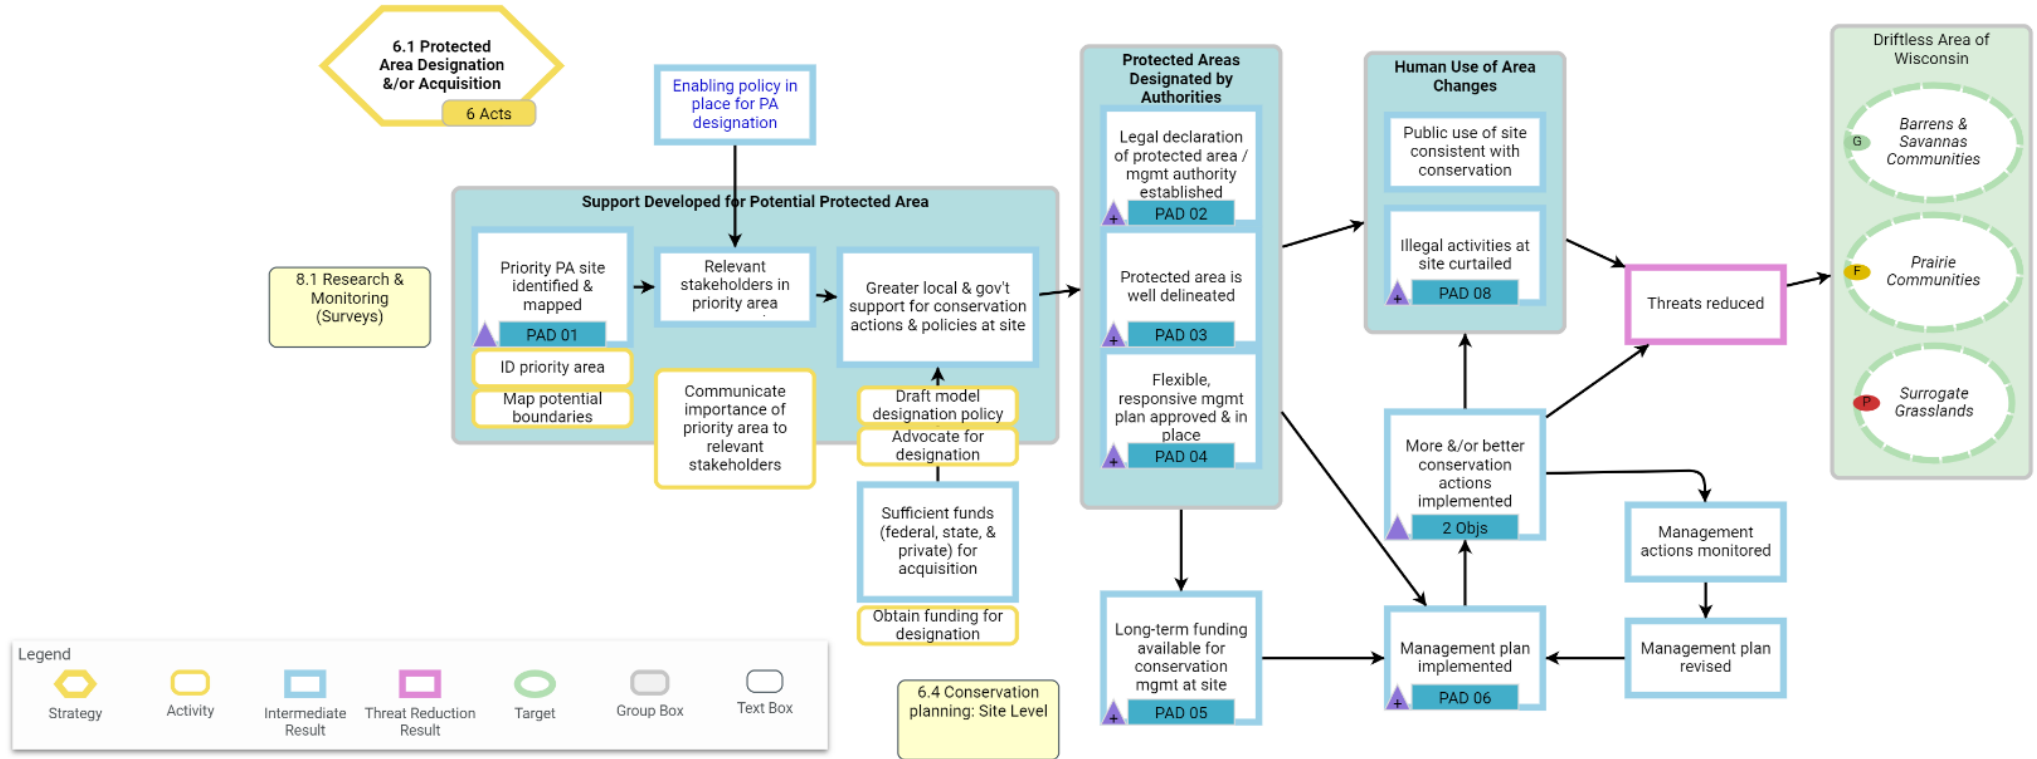 6.1 Protected
Area Designation
&/or Acquisition
6 Acts
Enabling policy in
place for PA
designation
8.1 Research &
Monitoring
(Surveys)
Support Developed for Potential Protected Area
Priority PA site
identified &
mapped
PAD 01
ID priority area
Map potential
boundaries
Relevant
stakeholders in
priority area
Communicate
importance of
priority area to
relevant
stakeholders
Greater local & gov't
support for conservation
actions & policies at site
Draft model
designation policy
Advocate for
designation
Sufficient funds
(federal, state, &
private) for
acquisition
Obtain funding for
designation
6.4 Conservation
planning: Site Level
Protected Areas
Designated by
Authorities
Legal declaration
of protected area /
mgmt authority
established
+
PAD 02
Protected area is
well delineated
+
PAD 03
Flexible,
responsive mgmt
plan approved & in
place
+
PAD 04
Long-term funding
available for
conservation
mgmt at site
+
PAD 05
Human Use of Area
Changes
Public use of site
consistent with
conservation
Illegal activities at
site curtailed
+
PAD 08
More &/or better
conservation
actions
implemented
2 Objs
Management plan
implemented
+
PAD 06
Threats reduced
Management
actions monitored
Management plan
revised
Driftless Area of
Wisconsin
G
Barrens &
Savannas
Communities
F
Prairie
Communities
P
Surrogate
Grasslands
Legend
Strategy
Activity
Intermediate
Result
Threat Reduction
Result
Target
Group Box
Text Box